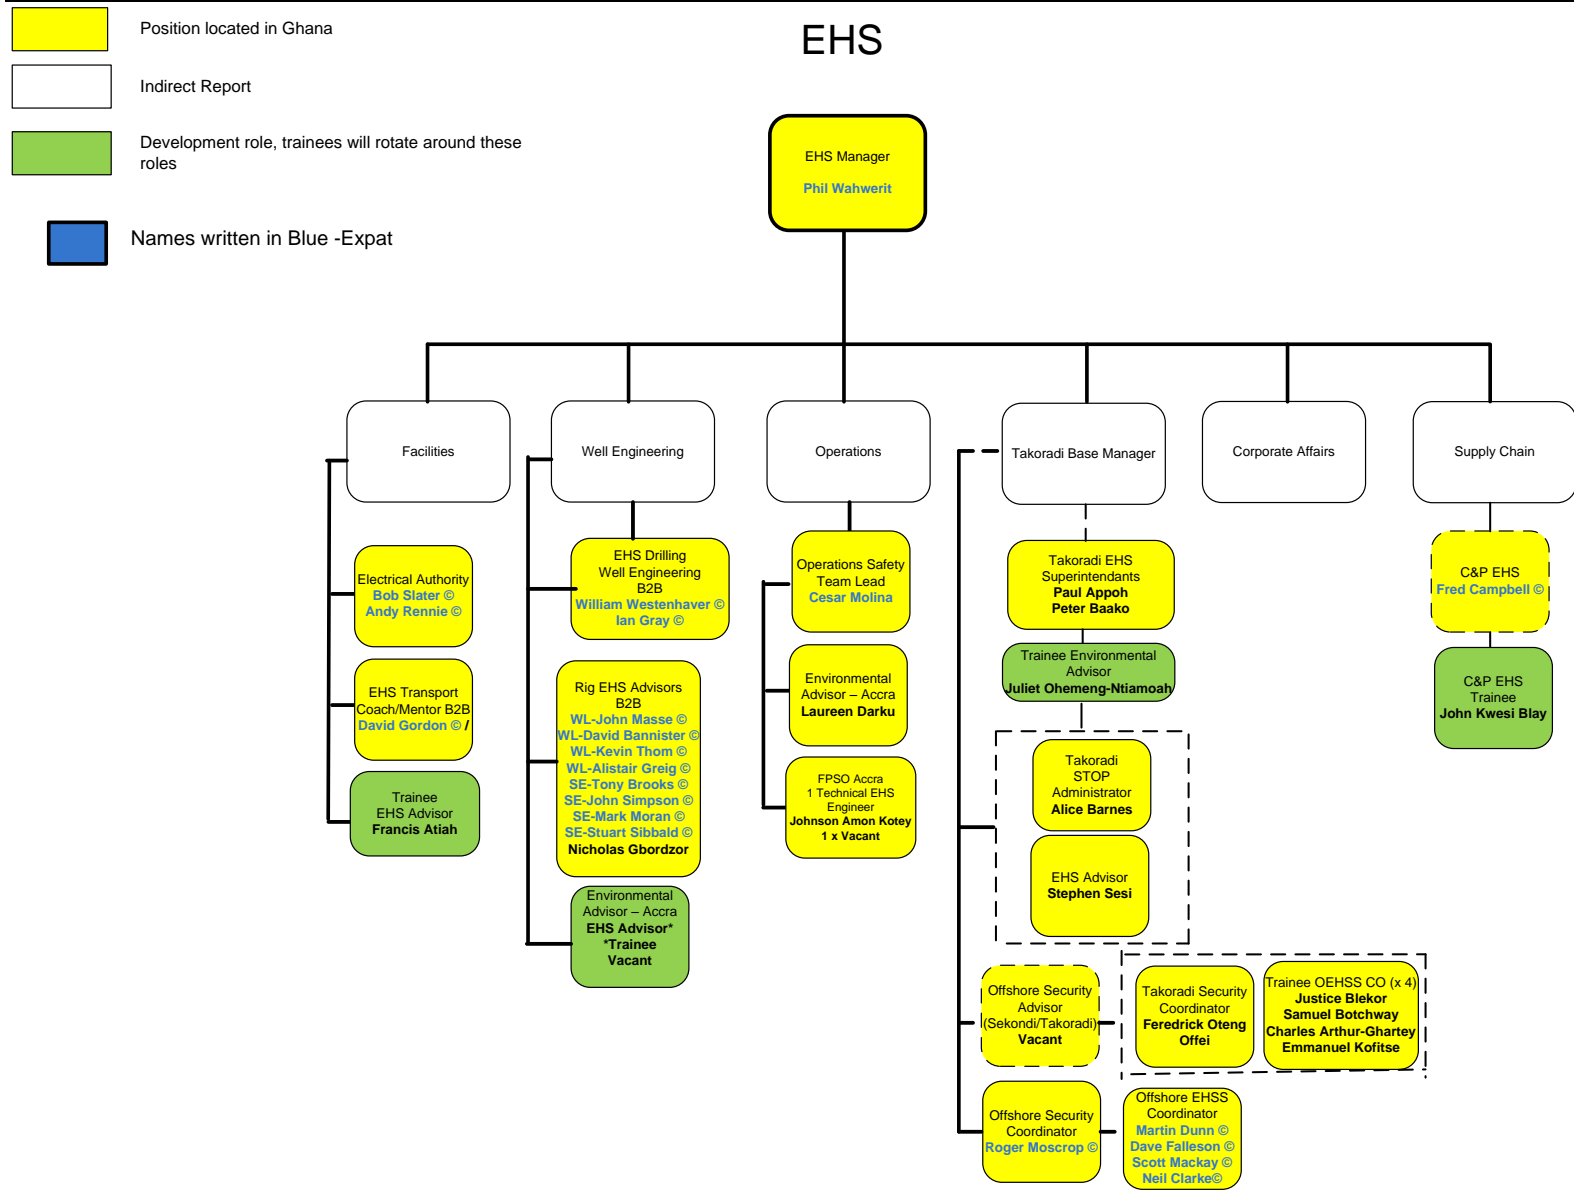 Position located in Ghana
EHS
Indirect Report
Development role, trainees will rotate around these
roles
Names written in Blue -Expat
EHS Manager
Phil Wahwerit
Facilities
Well Engineering
Operations
Takoradi Base Manager
Corporate Affairs
Supply Chain
Electrical Authority
Bob Slater ©
Andy Rennie ©
EHS Transport
Coach/Mentor B2B
David Gordon © /
Trainee
EHS Advisor
Francis Atiah
EHS Drilling
Well Engineering
B2B
William Westenhaver ©
Ian Gray ©
Rig EHS Advisors
B2B
WL-John Masse ©
WL-David Bannister ©
WL-Kevin Thom ©
WL-Alistair Greig ©
SE-Tony Brooks ©
SE-John Simpson ©
SE-Mark Moran ©
SE-Stuart Sibbald ©
Nicholas Gbordzor
Environmental
Advisor – Accra
EHS Advisor*
*Trainee
Vacant
Operations Safety
Team Lead
Cesar Molina
Environmental
Advisor – Accra
Laureen Darku
FPSO Accra
1 Technical EHS
Engineer
Johnson Amon Kotey
1 x Vacant
Takoradi EHS
Superintendants
Paul Appoh
Peter Baako
Trainee Environmental
Advisor
Juliet Ohemeng-Ntiamoah
Takoradi
STOP
Administrator
Alice Barnes
EHS Advisor
Stephen Sesi
Offshore Security
Advisor
(Sekondi/Takoradi)
Vacant
Takoradi Security
Coordinator
Feredrick Oteng
Offei
Trainee OEHSS CO (x 4)
Justice Blekor
Samuel Botchway
Charles Arthur-Ghartey
Emmanuel Kofitse
Offshore Security
Coordinator
Roger Moscrop ©
Offshore EHSS
Coordinator
Martin Dunn ©
Dave Falleson ©
Scott Mackay ©
Neil Clarke©
C&P EHS
Fred Campbell ©
C&P EHS
Trainee
John Kwesi Blay